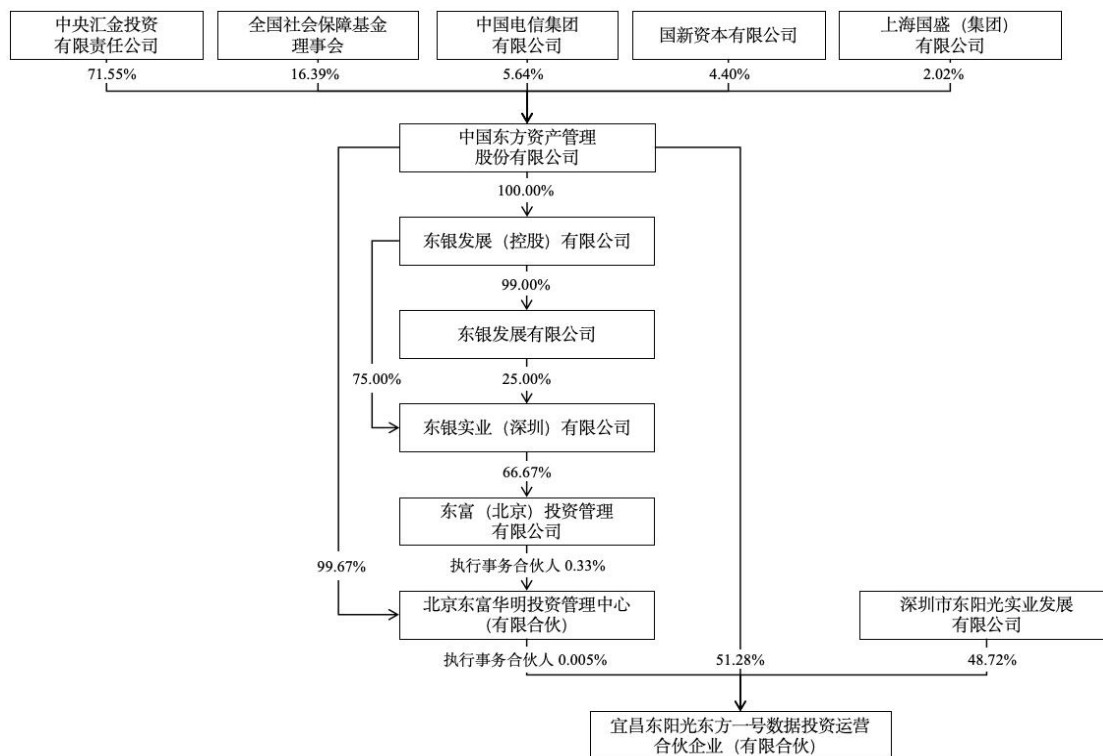 中央汇金投资
有限责任公司
全国社会保障基金
理事会
中国电信集团
有限公司
国新资本有限公司
上海国盛（集团）
有限公司
71.55%
16.39%
5.64%
4.40%
2.02%
中国东方资产管理
股份有限公司
100.00%
东银发展（控股）有限公司
99.00%
东银发展有限公司
75.00%
25.00%
东银实业（深圳）有限公司
66.67%
东富（北京）投资管理
有限公司
99.67%
执行事务合伙人 0.33%
北京东富华明投资管理中心
（有限合伙）
深圳市东阳光实业发展
有限公司
执行事务合伙人 0.005%
51.28%
48.72%
宜昌东阳光东方一号数据投资运营
合伙企业（有限合伙）